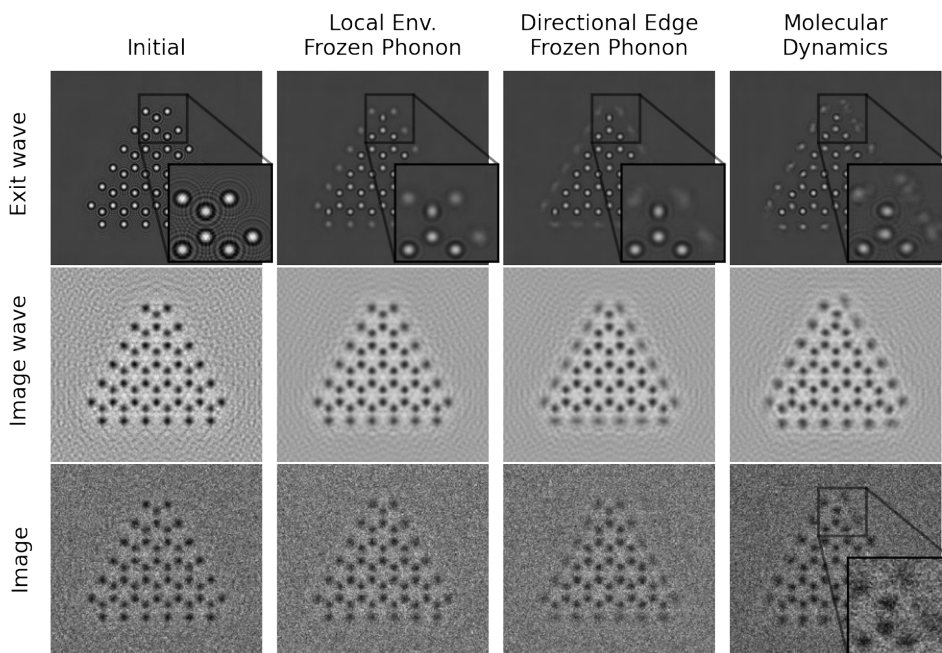 Initial
Local Env.
Frozen Phonon
Directional Edge
Frozen Phonon
Molecular
Dynamics
Exit wave
Image wave
Image